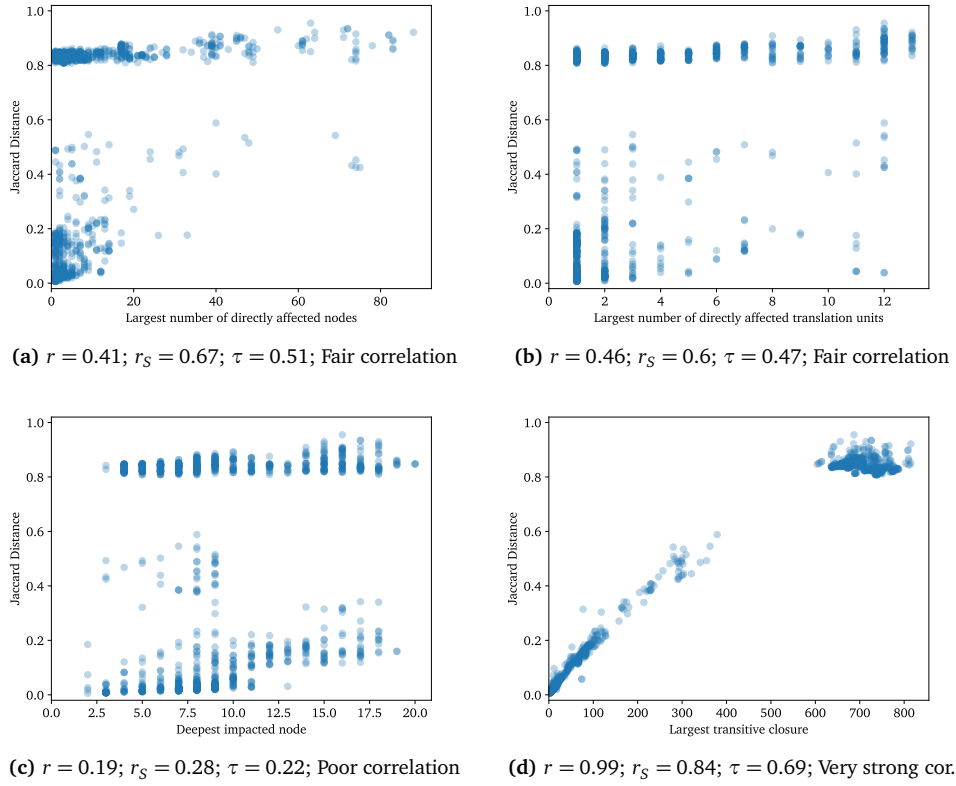 1.0
0.8
0.6
0.4
0.2
0.0
Jaccard Distance
0 20 40 60 80
Largest number of directly affected nodes
(a) r = 0.41; r_S = 0.67; τ = 0.51; Fair correlation
1.0
0.8
0.6
0.4
0.2
0.0
Jaccard Distance
0 2 4 6 8 10 12
Largest number of directly affected translation units
(b) r = 0.46; r_S = 0.6; τ = 0.47; Fair correlation
1.0
0.8
0.6
0.4
0.2
0.0
Jaccard Distance
0.0 2.5 5.0 7.5 10.0 12.5 15.0 17.5 20.0
Deepest impacted node
(c) r = 0.19; r_S = 0.28; τ = 0.22; Poor correlation
1.0
0.8
0.6
0.4
0.2
0.0
Jaccard Distance
0 100 200 300 400 500 600 700 800
Largest transitive closure
(d) r = 0.99; r_S = 0.84; τ = 0.69; Very strong cor.